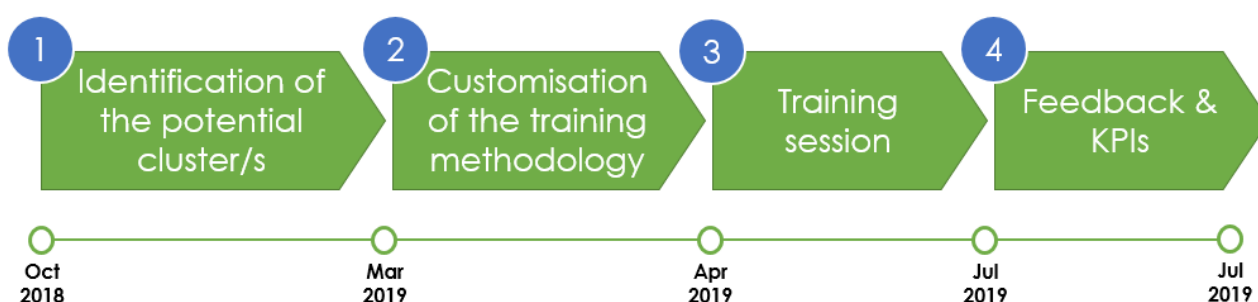 1
Identification of
the potential
cluster/s
2
Customisation
of the training
methodology
3
Training
session
4
Feedback &
KPIs
Oct
2018
Mar
2019
Apr
2019
Jul
2019
Jul
2019